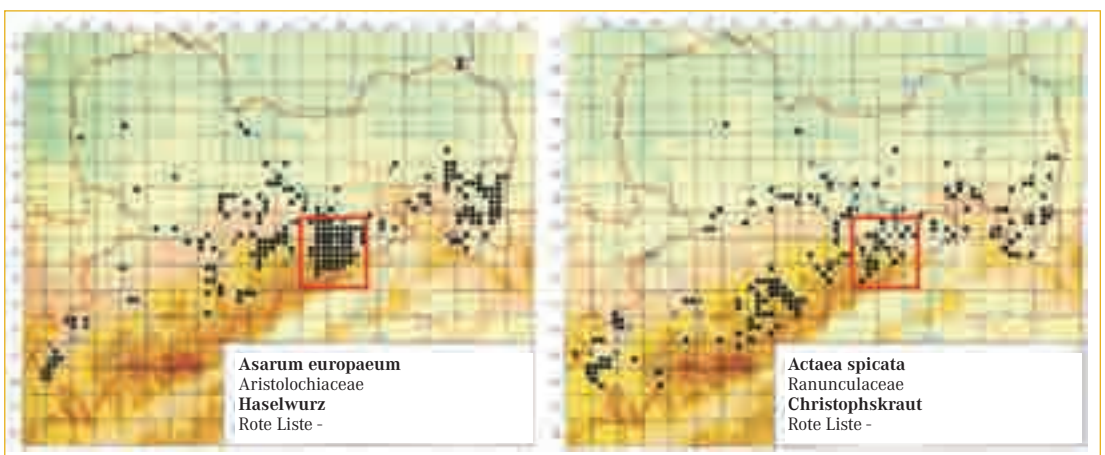 Asarum europaeum
Aristolochiaceae
Haselwurz
Rote Liste -
Actaea spicata
Ranunculaceae
Christophskraut
Rote Liste -